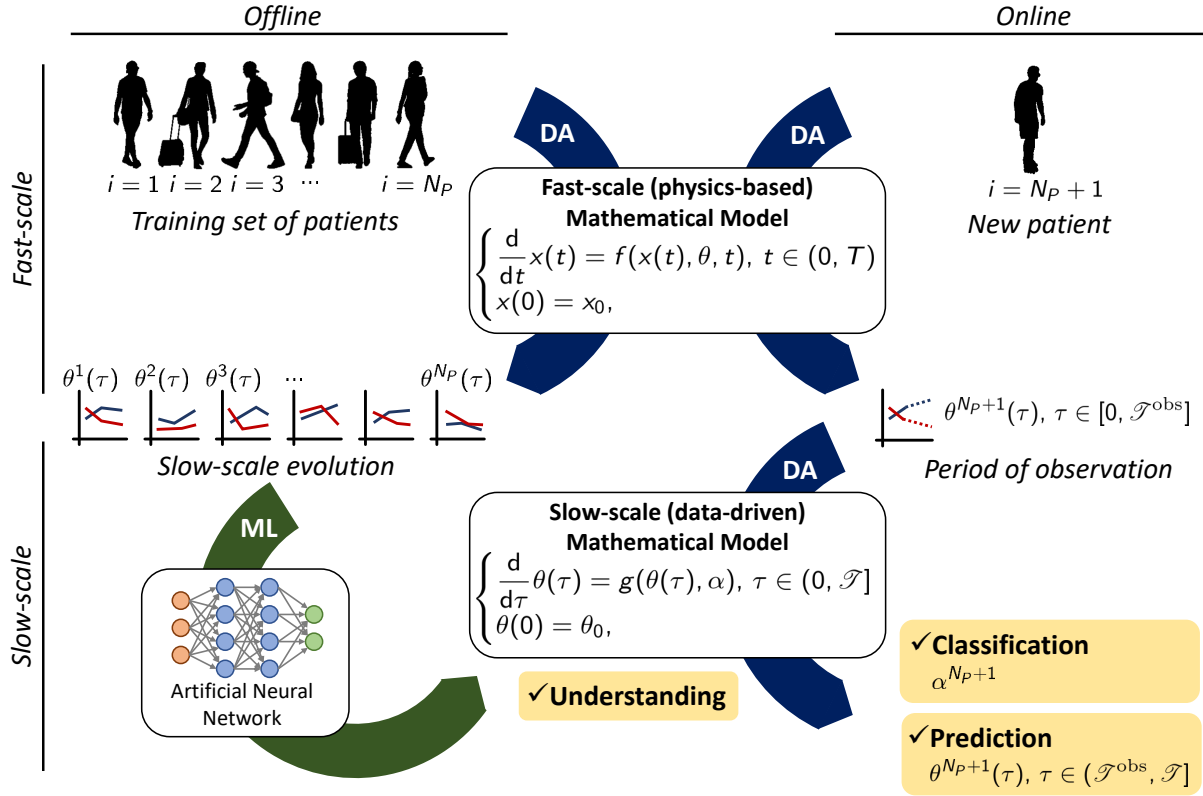 Offline
Online
Fast-scale
Slow-scale
i = 1 i = 2 i = 3 ... i = N_P
Training set of patients
DA
DA
i = N_P + 1
New patient
Fast-scale (physics-based)
Mathematical Model
d/dt x(t) = f(x(t), θ, t), t ∈ (0, T)
x(0) = x_0,
θ^1(τ) θ^2(τ) θ^3(τ) ... θ^{N_P}(τ)
Slow-scale evolution
θ^{N_P+1}(τ), τ ∈ [0, 𝒯^obs]
Period of observation
ML
DA
Artificial Neural
Network
Slow-scale (data-driven)
Mathematical Model
d/dτ θ(τ) = g(θ(τ), α), τ ∈ (0, 𝒯]
θ(0) = θ_0,
✓Understanding
✓Classification
α^{N_P+1}
✓Prediction
θ^{N_P+1}(τ), τ ∈ (𝒯^obs, 𝒯]